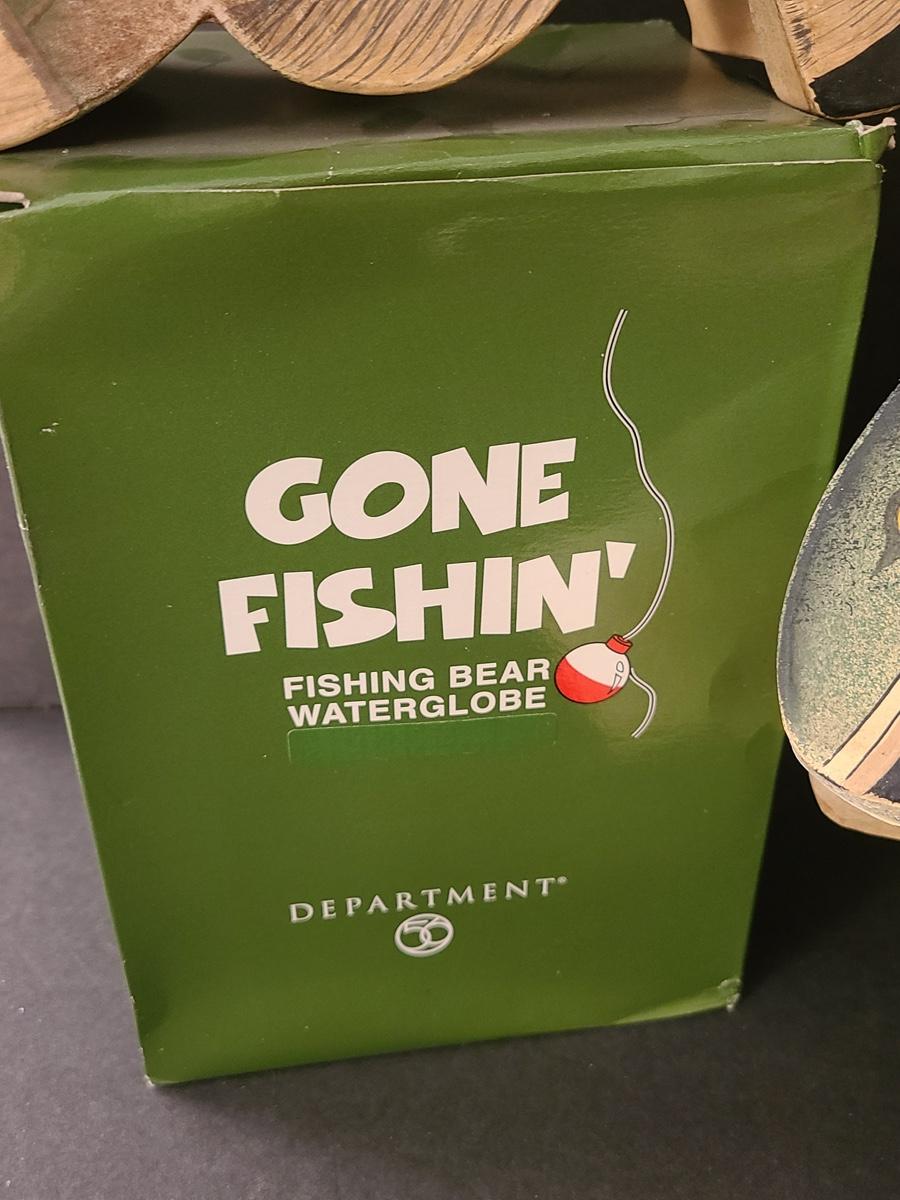 GONE
FISHIN'
FISHING BEAR
WATERGLOBE
DEPARTMENT®
56